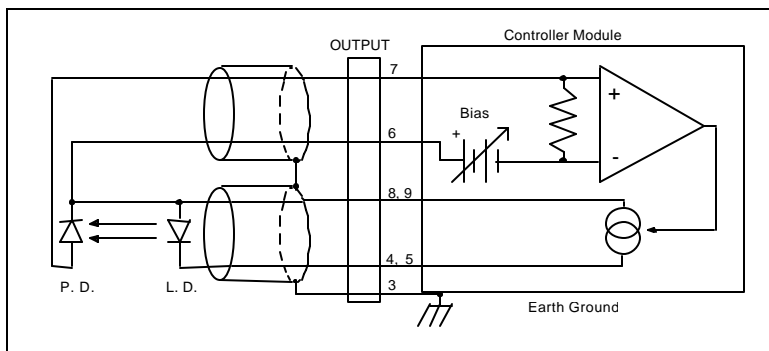 Controller Module
OUTPUT
7
+
Bias
6
+
-
8, 9
4, 5
P. D.
L. D.
3
Earth Ground